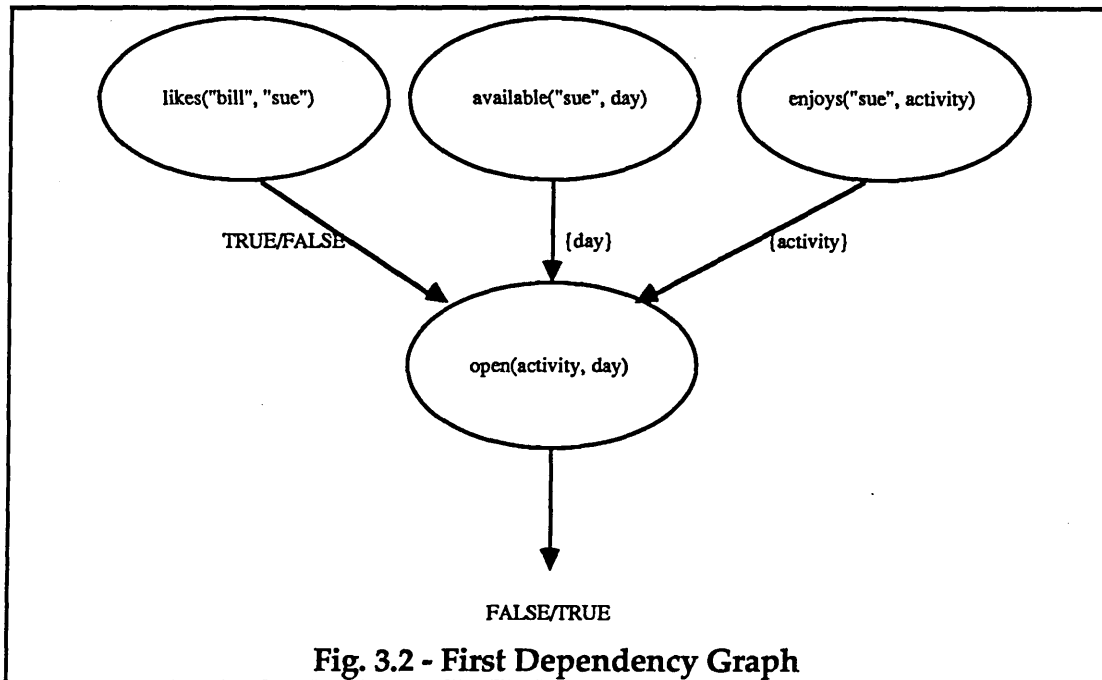 likes("bill", "sue")
available("sue", day)
enjoys("sue", activity)
TRUE/FALSE
{day}
{activity}
open(activity, day)
FALSE/TRUE
Fig. 3.2 - First Dependency Graph